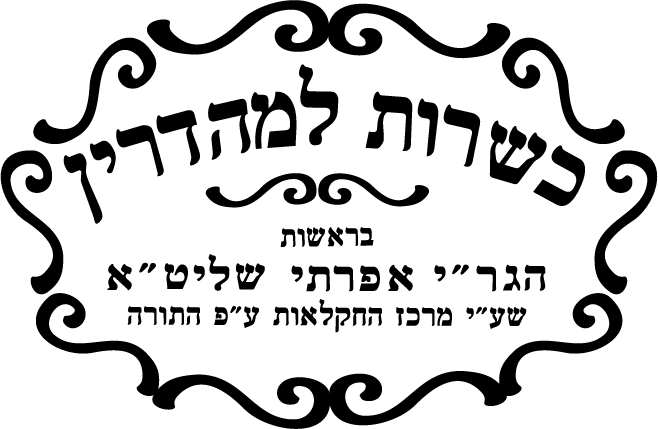 כשרות למהדרין
בראשות
הגר״י אפרתי שליט״א
שע״י מרכז החקלאות ע״פ התורה